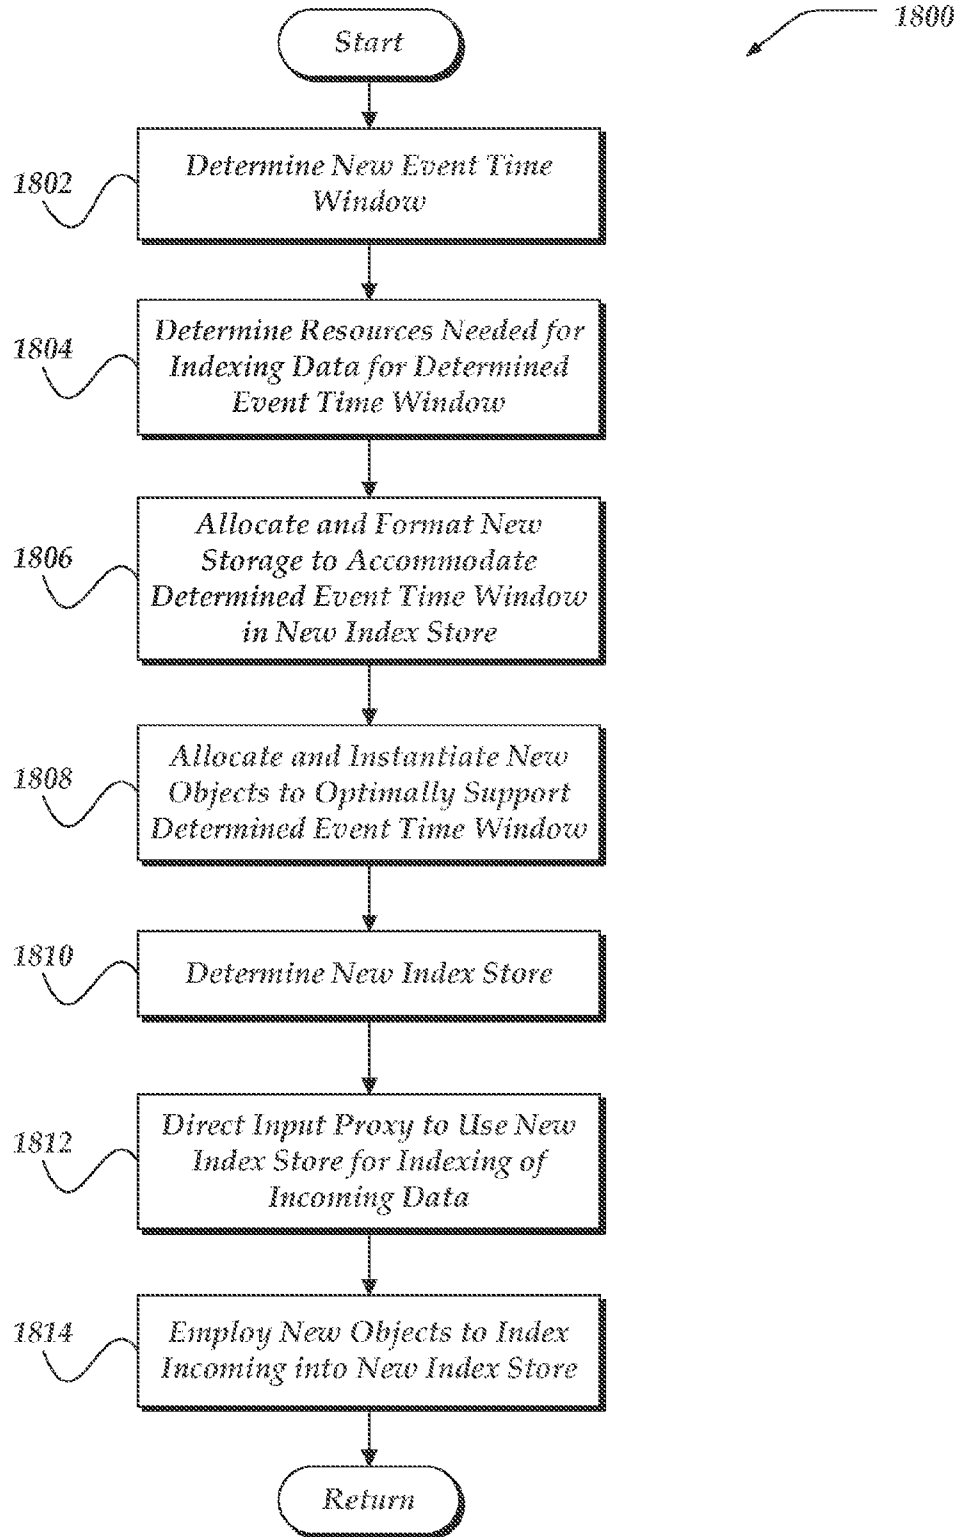 1800
Start
1802
Determine New Event Time
Window
1804
Determine Resources Needed for
Indexing Data for Determined
Event Time Window
1806
Allocate and Format New
Storage to Accommodate
Determined Event Time Window
in New Index Store
1808
Allocate and Instantiate New
Objects to Optimally Support
Determined Event Time Window
1810
Determine New Index Store
1812
Direct Input Proxy to Use New
Index Store for Indexing of
Incoming Data
1814
Employ New Objects to Index
Incoming into New Index Store
Return